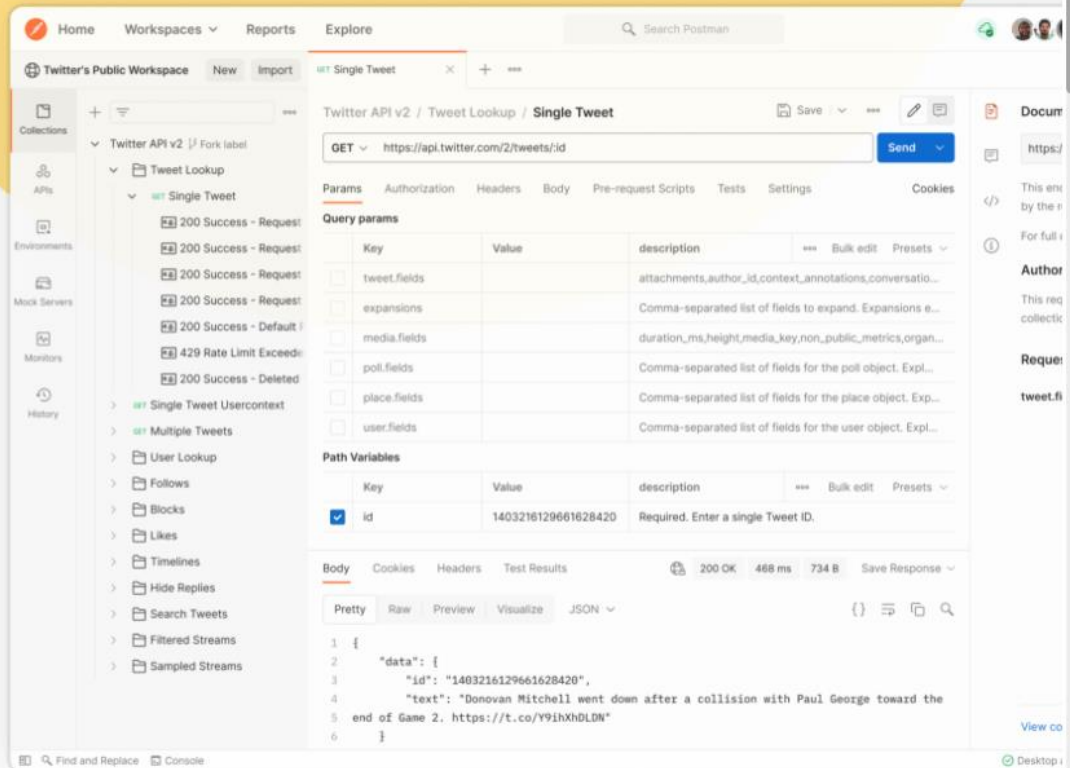 Home Workspaces Reports Explore Search Postman
Twitter's Public Workspace New Import
GET Single Tweet
Collections
APIs
Environments
Mock Servers
Monitors
History
Twitter API v2 Fork label
Tweet Lookup
GET Single Tweet
200 Success - Request
200 Success - Request
200 Success - Request
200 Success - Request
200 Success - Default
429 Rate Limit Exceede
200 Success - Deleted
GET Single Tweet Usercontext
GET Multiple Tweets
User Lookup
Follows
Blocks
Likes
Timelines
Hide Replies
Search Tweets
Filtered Streams
Sampled Streams
Twitter API v2 / Tweet Lookup / Single Tweet Save
GET https://api.twitter.com/2/tweets/:id Send
Params Authorization Headers Body Pre-request Scripts Tests Settings Cookies
Query params
Key Value description Bulk edit Presets
tweet.fields attachments,author_id,context_annotations,conversatio...
expansions Comma-separated list of fields to expand. Expansions e...
media.fields duration_ms,height,media_key,non_public_metrics,organ...
poll.fields Comma-separated list of fields for the poll object. Expl...
place.fields Comma-separated list of fields for the place object. Exp...
user.fields Comma-separated list of fields for the user object. Expl...
Path Variables
Key Value description Bulk edit Presets
id 1403216129661628420 Required. Enter a single Tweet ID.
Body Cookies Headers Test Results 200 OK 468 ms 734 B Save Response
Pretty Raw Preview Visualize JSON
1 {
2 "data": {
3 "id": "1403216129661628420",
4 "text": "Donovan Mitchell went down after a collision with Paul George toward the
5 end of Game 2. https://t.co/Y9ihXhDLDN"
6 }
Docum
https:/
This en
by the r
For full
Author
This req
collectic
Reques
tweet.fi
View co
Find and Replace Console
Desktop